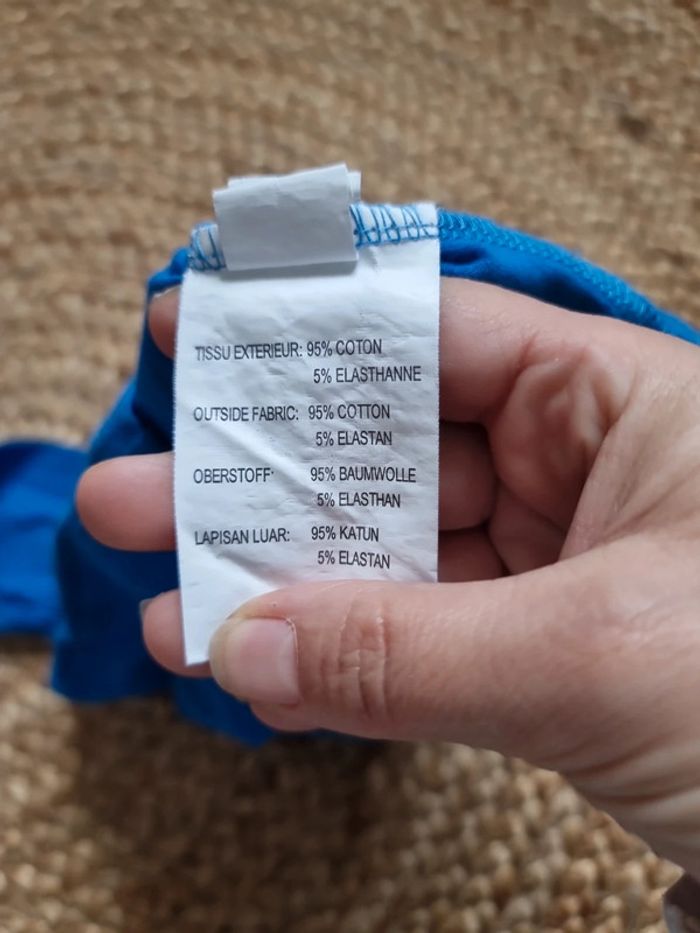 TISSU EXTERIEUR: 95% COTON
5% ELASTHANNE
OUTSIDE FABRIC: 95% COTTON
5% ELASTAN
OBERSTOFF: 95% BAUMWOLLE
5% ELASTHAN
LAPISAN LUAR: 95% KATUN
5% ELASTAN